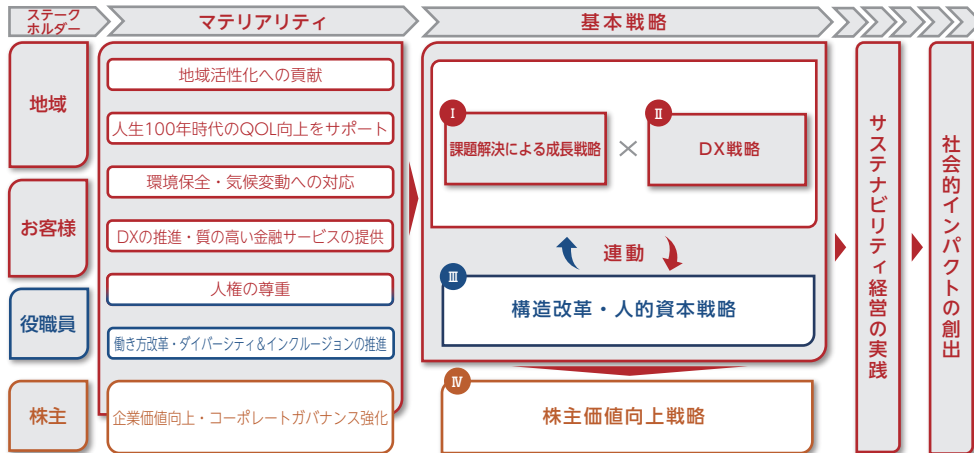 ステーク
ホルダー
マテリアリティ
基本戦略
地域
お客様
役職員
株主
地域活性化への貢献
人生100年時代のQOL向上をサポート
環境保全・気候変動への対応
DXの推進・質の高い金融サービスの提供
人権の尊重
働き方改革・ダイバーシティ&インクルージョンの推進
企業価値向上・コーポレートガバナンス強化
I
課題解決による成長戦略
×
II
DX戦略
連動
III
構造改革・人的資本戦略
IV
株主価値向上戦略
サステナビリティ経営の実践
社会的インパクトの創出